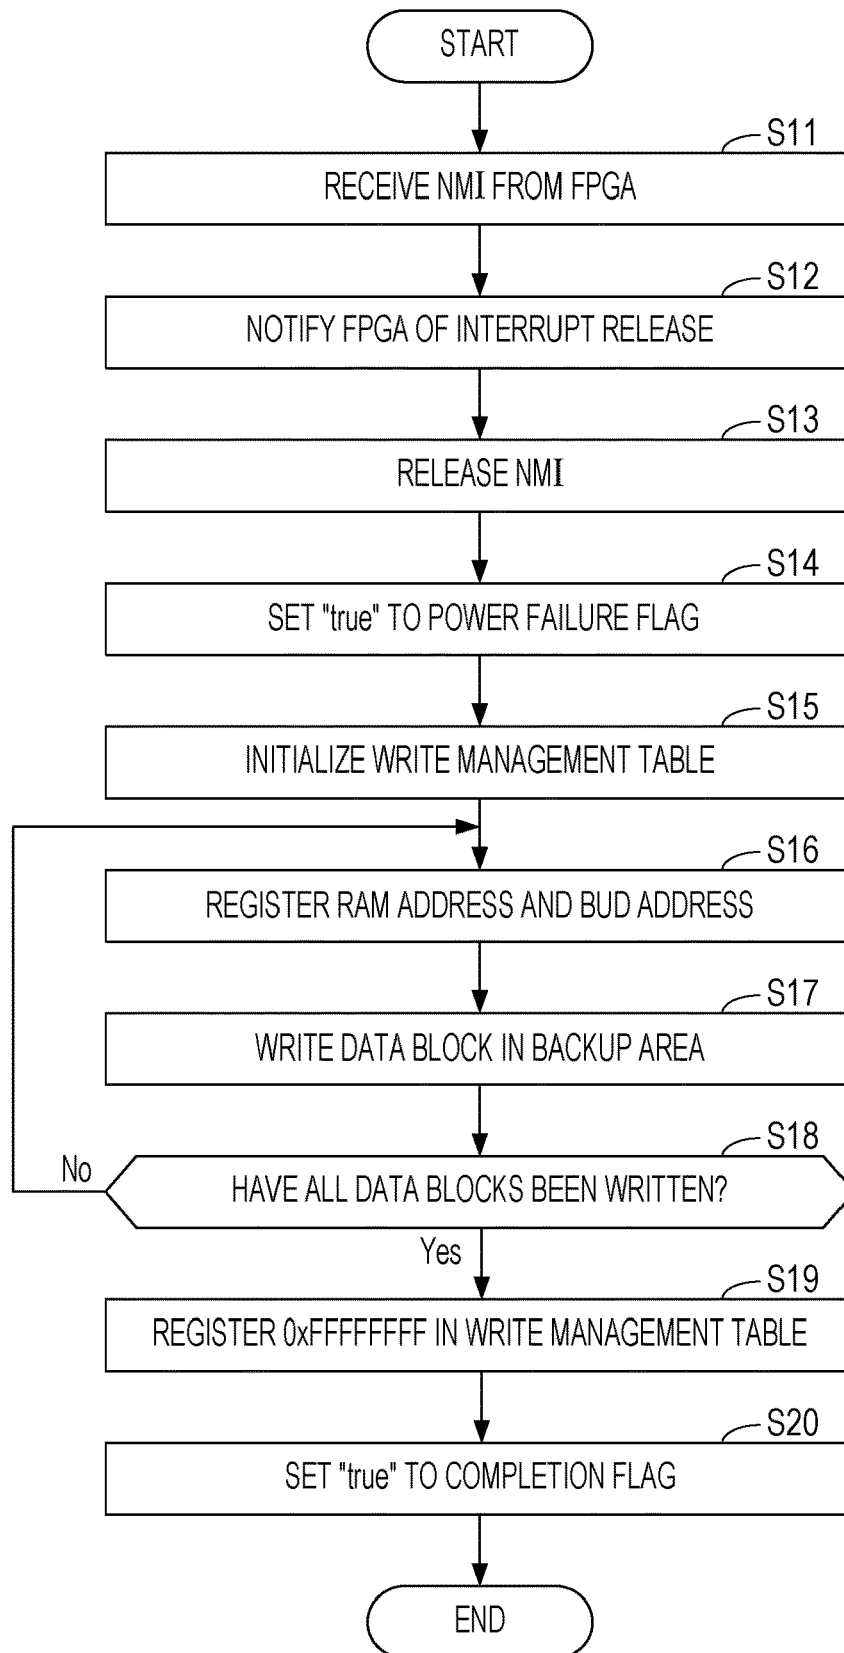 START
S11
RECEIVE NMI FROM FPGA
S12
NOTIFY FPGA OF INTERRUPT RELEASE
S13
RELEASE NMI
S14
SET "true" TO POWER FAILURE FLAG
S15
INITIALIZE WRITE MANAGEMENT TABLE
S16
REGISTER RAM ADDRESS AND BUD ADDRESS
S17
WRITE DATA BLOCK IN BACKUP AREA
S18
No
HAVE ALL DATA BLOCKS BEEN WRITTEN?
Yes
S19
REGISTER 0xFFFFFFFF IN WRITE MANAGEMENT TABLE
S20
SET "true" TO COMPLETION FLAG
END